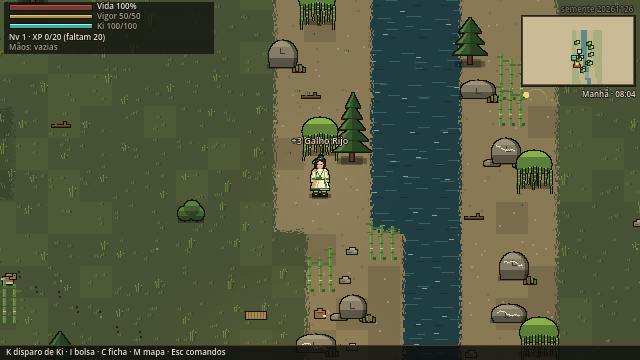 Vida 100%
Vigor 50/50
Ki 100/100
Nv 1 · XP 0/20 (faltam 20)
Mãos: vazias
semente 20261126
Manhã · 08:04
+3 Galho Rijo
K disparo de Ki · I bolsa · C ficha · M mapa · Esc comandos